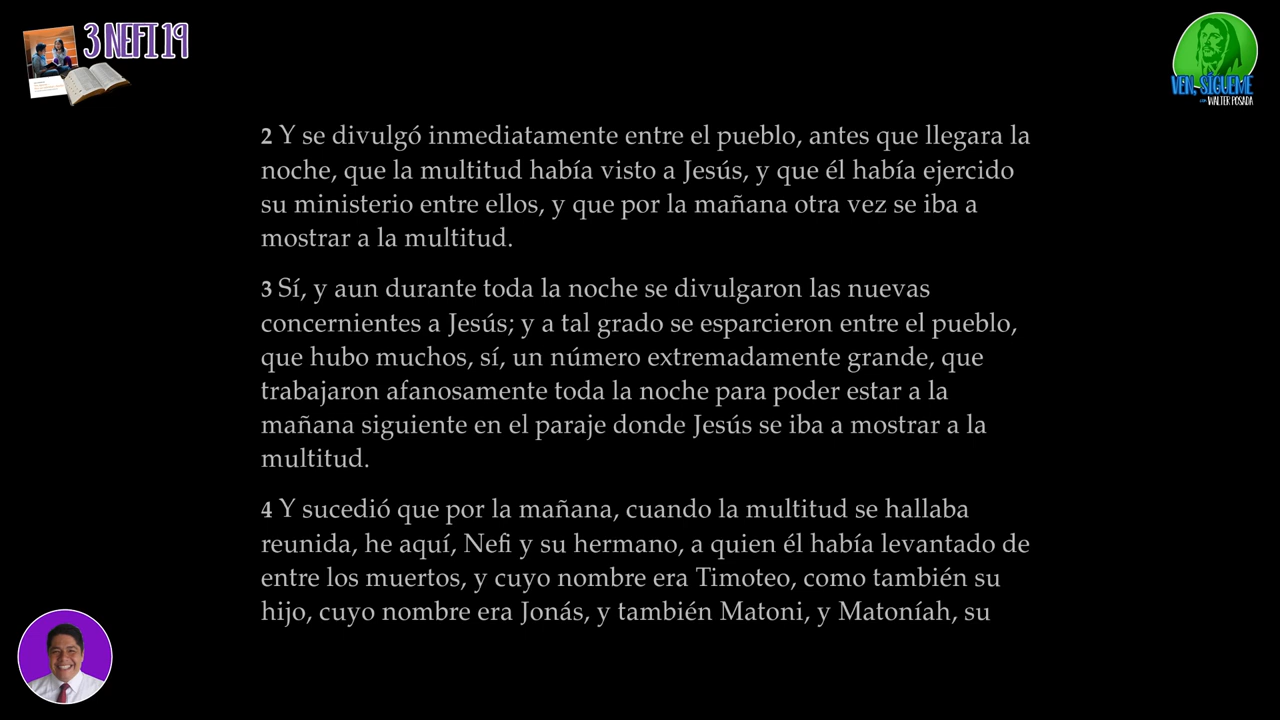 3 NEFI 19
VEN, SÍGUEME
CON WALTER POSADA
2 Y se divulgó inmediatamente entre el pueblo, antes que llegara la
noche, que la multitud había visto a Jesús, y que él había ejercido
su ministerio entre ellos, y que por la mañana otra vez se iba a
mostrar a la multitud.
3 Sí, y aun durante toda la noche se divulgaron las nuevas
concernientes a Jesús; y a tal grado se esparcieron entre el pueblo,
que hubo muchos, sí, un número extremadamente grande, que
trabajaron afanosamente toda la noche para poder estar a la
mañana siguiente en el paraje donde Jesús se iba a mostrar a la
multitud.
4 Y sucedió que por la mañana, cuando la multitud se hallaba
reunida, he aquí, Nefi y su hermano, a quien él había levantado de
entre los muertos, y cuyo nombre era Timoteo, como también su
hijo, cuyo nombre era Jonás, y también Matoni, y Matoníah, su